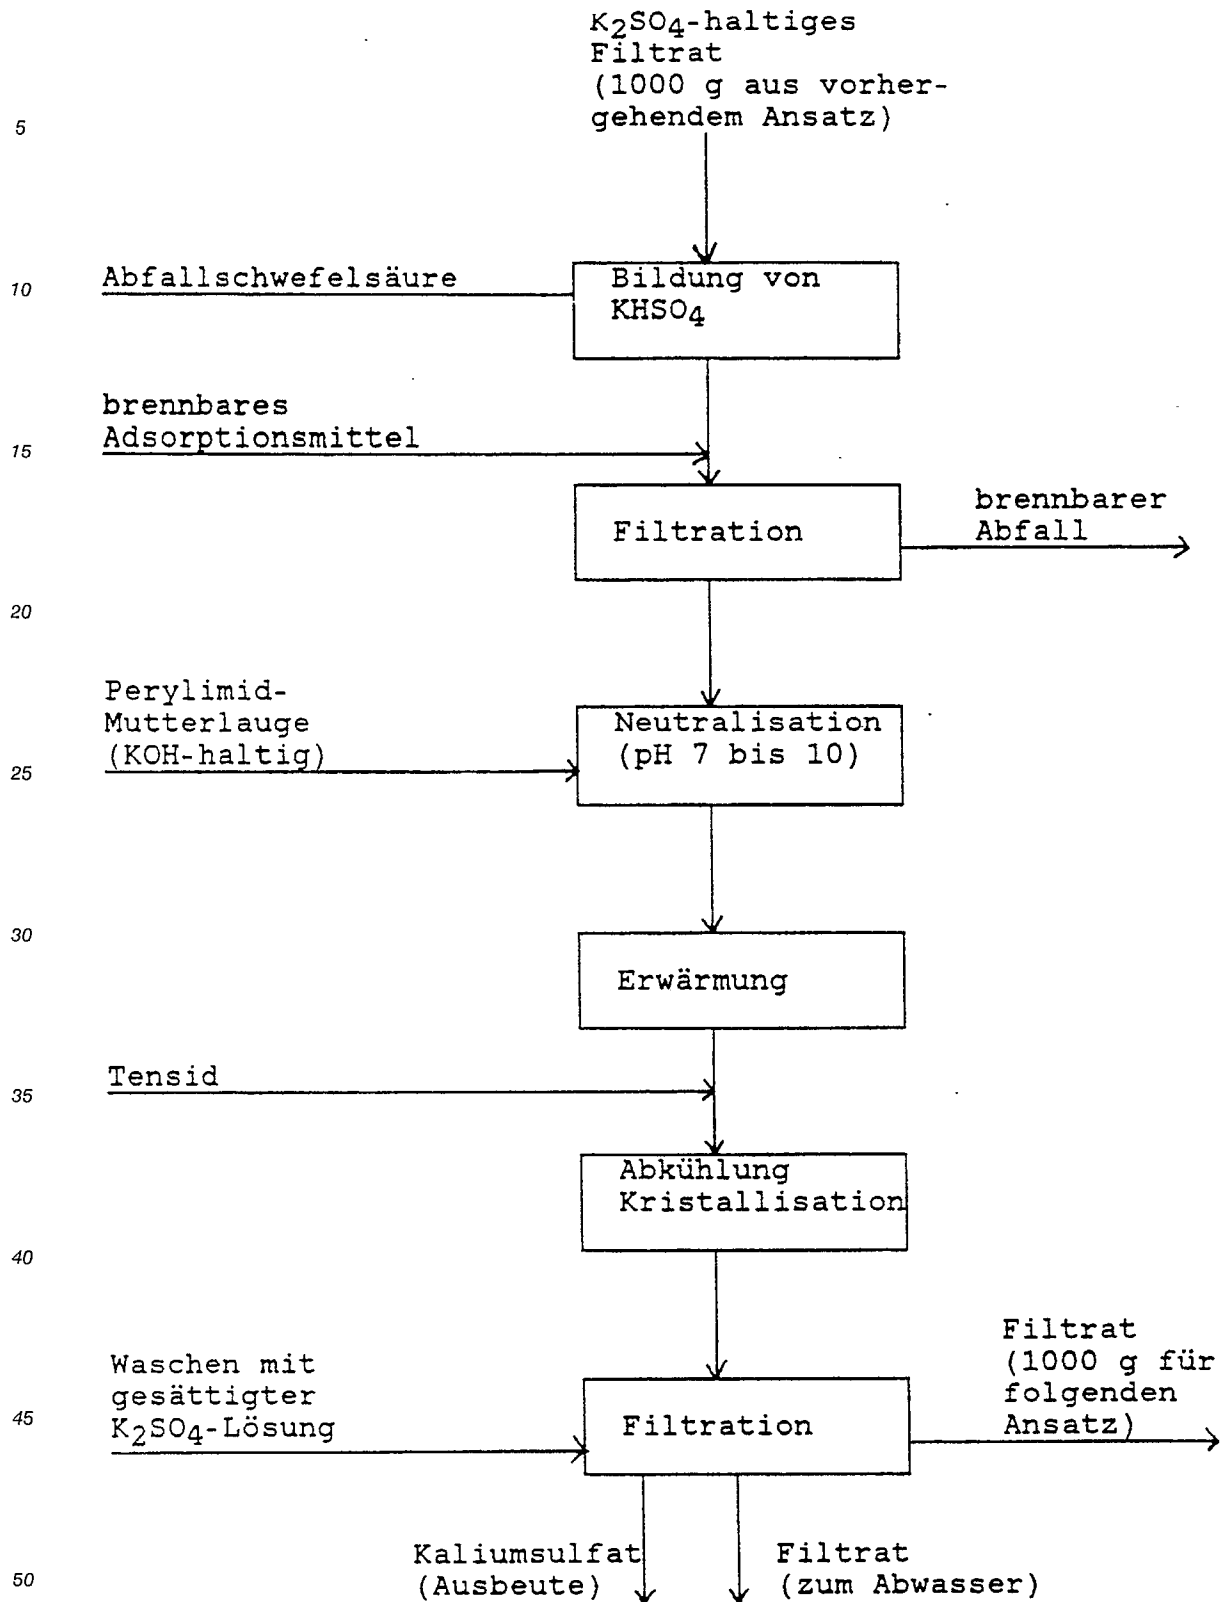 K₂SO₄-haltiges
Filtrat
(1000 g aus vorher-
gehendem Ansatz)
5
Abfallschwefelsäure
10
Bildung von
KHSO₄
brennbares
Adsorptionsmittel
15
Filtration
brennbarer
Abfall
20
Perylimid-
Mutterlauge
(KOH-haltig)
25
Neutralisation
(pH 7 bis 10)
30
Erwärmung
Tensid
35
Abkühlung
Kristallisation
40
Waschen mit
gesättigter
K₂SO₄-Lösung
45
Filtration
Filtrat
(1000 g für
folgenden
Ansatz)
Kaliumsulfat
(Ausbeute)
Filtrat
(zum Abwasser)
50